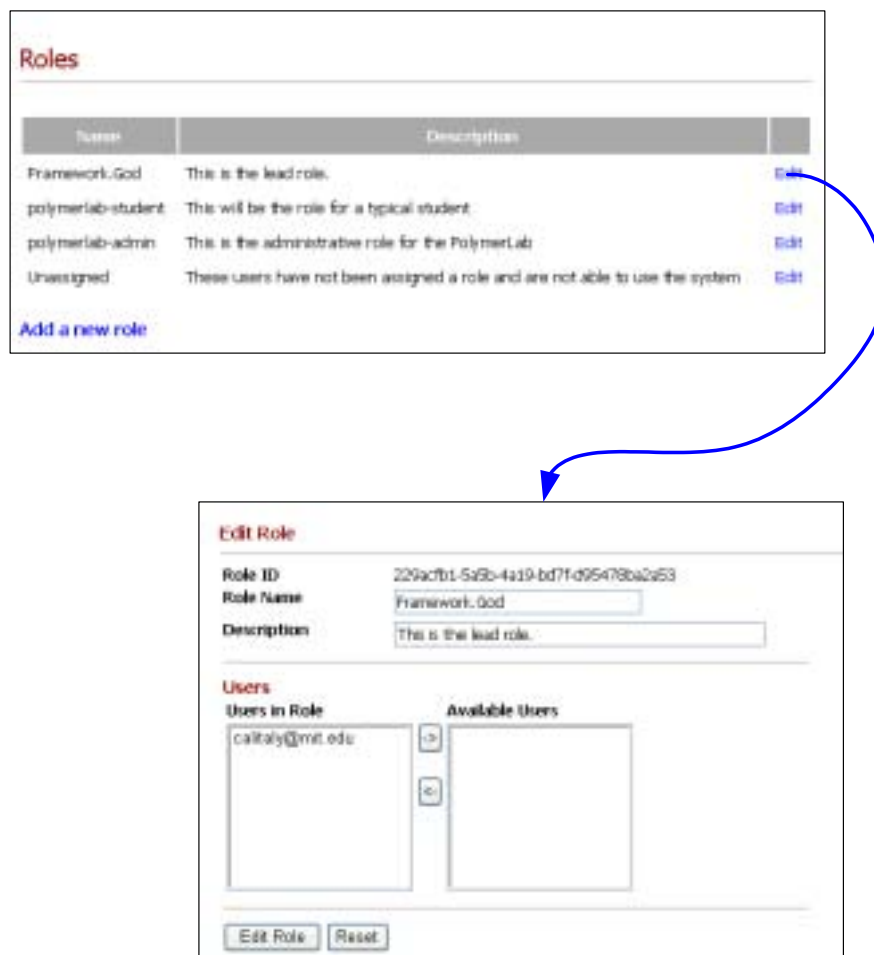 Roles
Name Description
Framework.God This is the lead role. Edit
polymerlab-student This will be the role for a typical student Edit
polymerlab-admin This is the administrative role for the PolymerLab Edit
Unassigned These users have not been assigned a role and are not able to use the system Edit
Add a new role
Edit Role
Role ID 229acfb1-5a5b-4a19-bd7f-d95478ba2a53
Role Name Framework.God
Description This is the lead role.
Users
Users in Role Available Users
calitaly@mit.edu ->
<-
Edit Role Reset